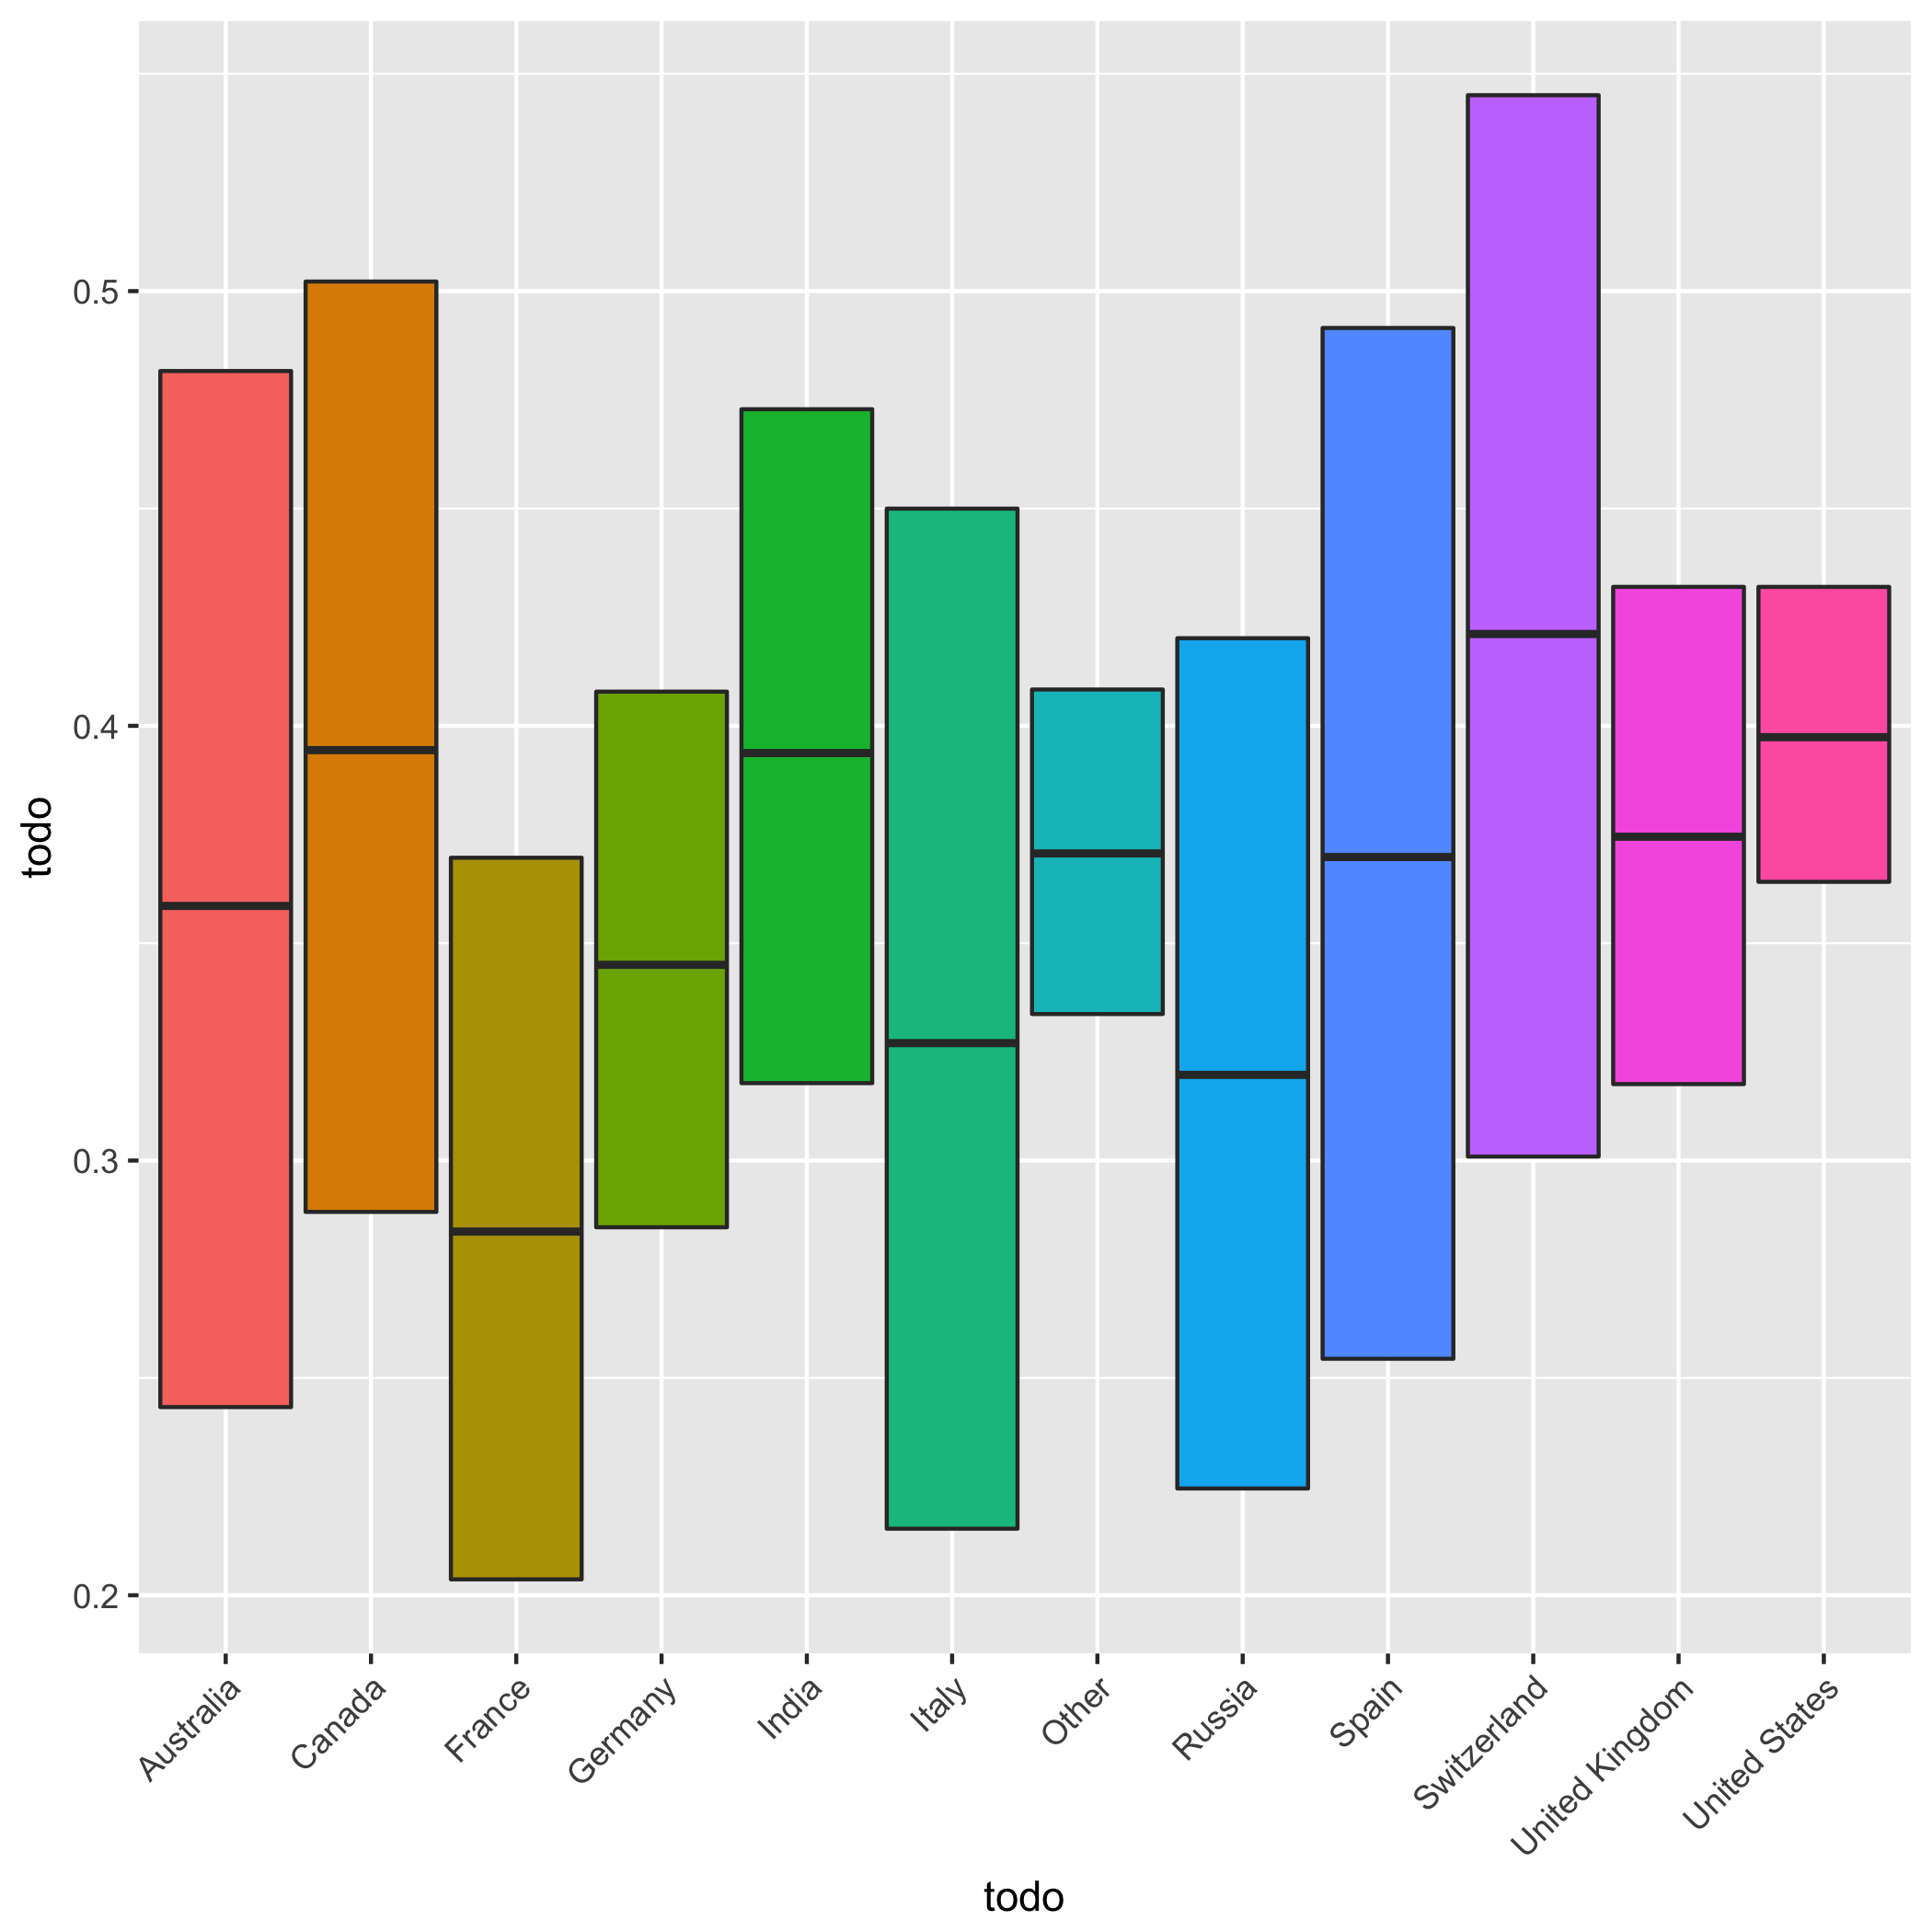 todo
0.5
0.4
0.3
0.2
Australia
Canada
France
Germany
India
Italy
Other
Russia
Spain
Switzerland
United Kingdom
United States
todo